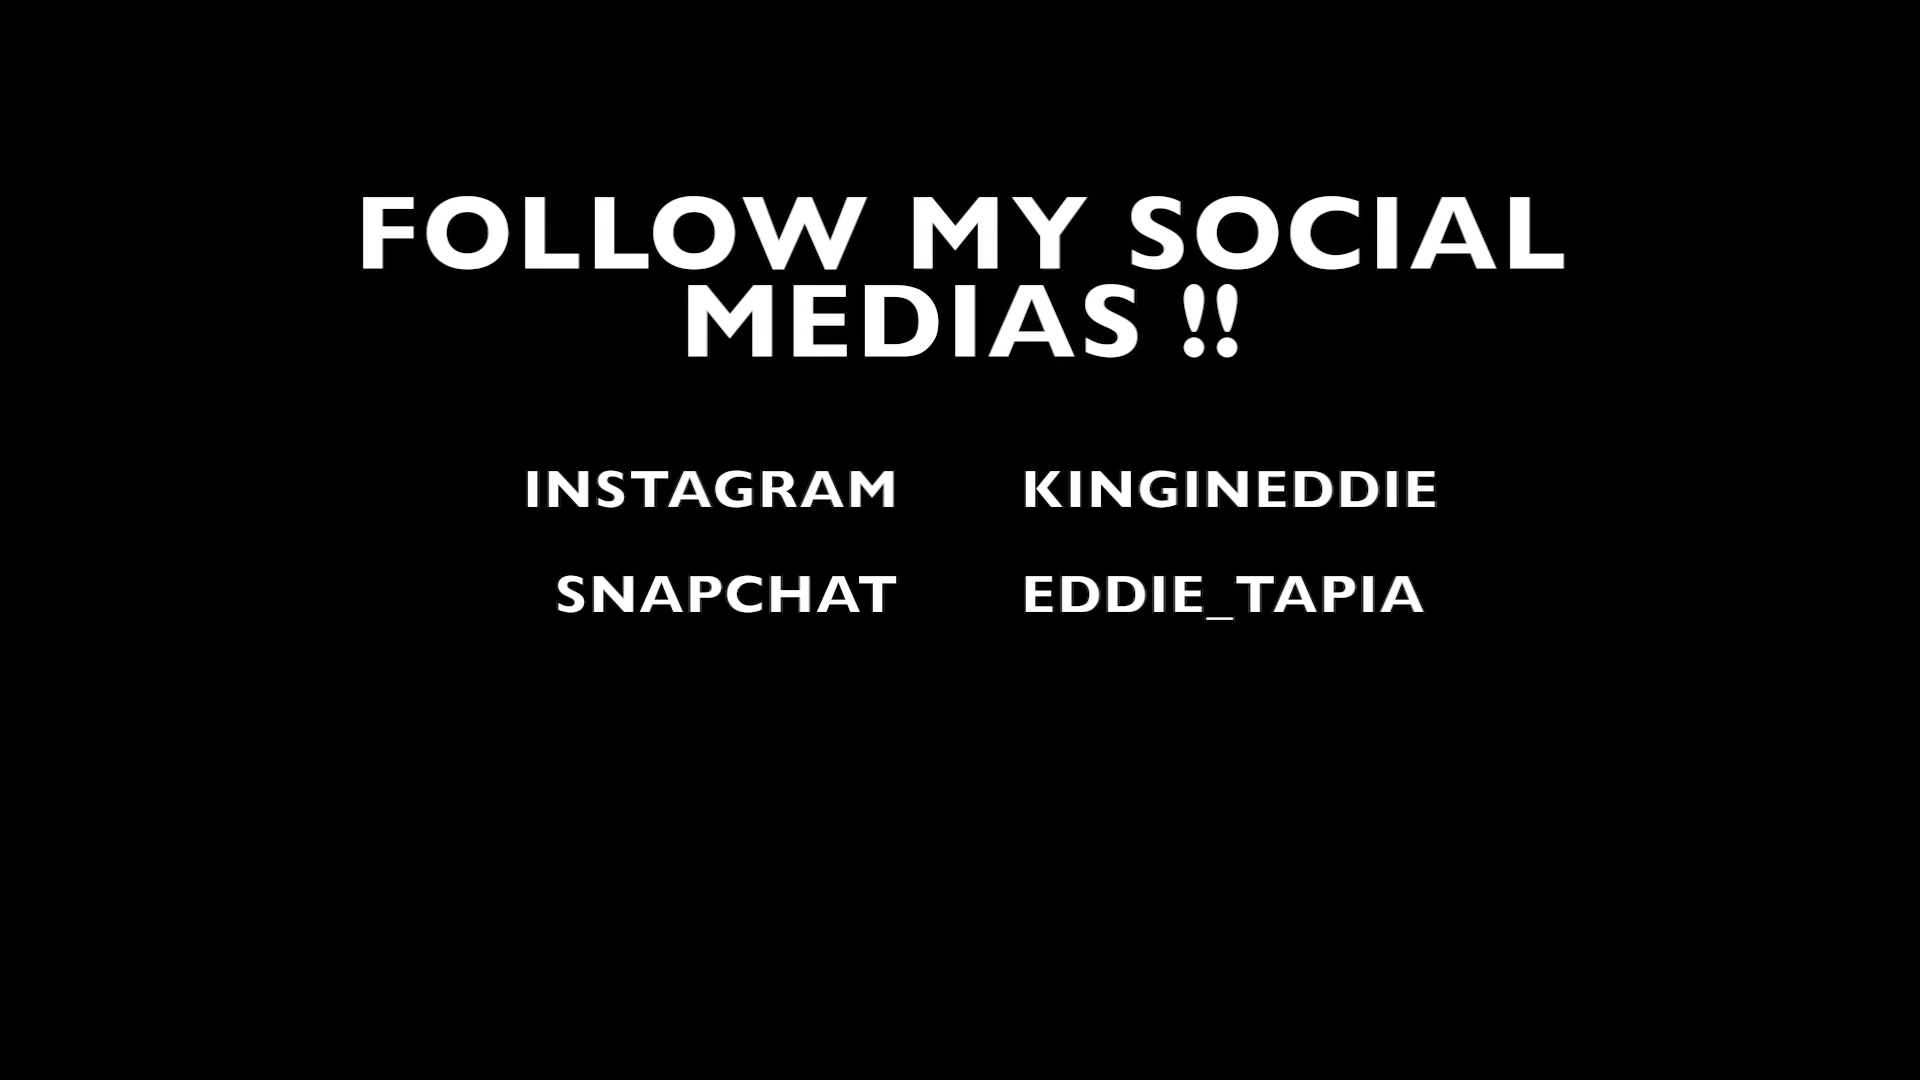 FOLLOW MY SOCIAL
MEDIAS !!
INSTAGRAM KINGINEDDIE
SNAPCHAT EDDIE_TAPIA